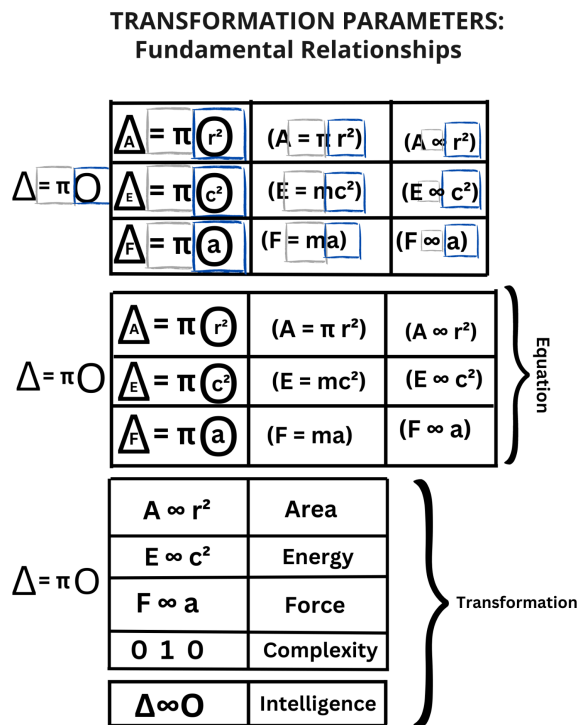 TRANSFORMATION PARAMETERS:
Fundamental Relationships
Δ = π O
Δ A = π O r² (A = π r²) (A ∞ r²)
Δ E = π O c² (E = mc²) (E ∞ c²)
Δ F = π O a (F = ma) (F ∞ a)
Δ = π O
Δ A = π O r² (A = π r²) (A ∞ r²)
Δ E = π O c² (E = mc²) (E ∞ c²)
Δ F = π O a (F = ma) (F ∞ a)
Equation
Δ = π O
A ∞ r² Area
E ∞ c² Energy
F ∞ a Force
0 1 0 Complexity
Δ∞O Intelligence
Transformation